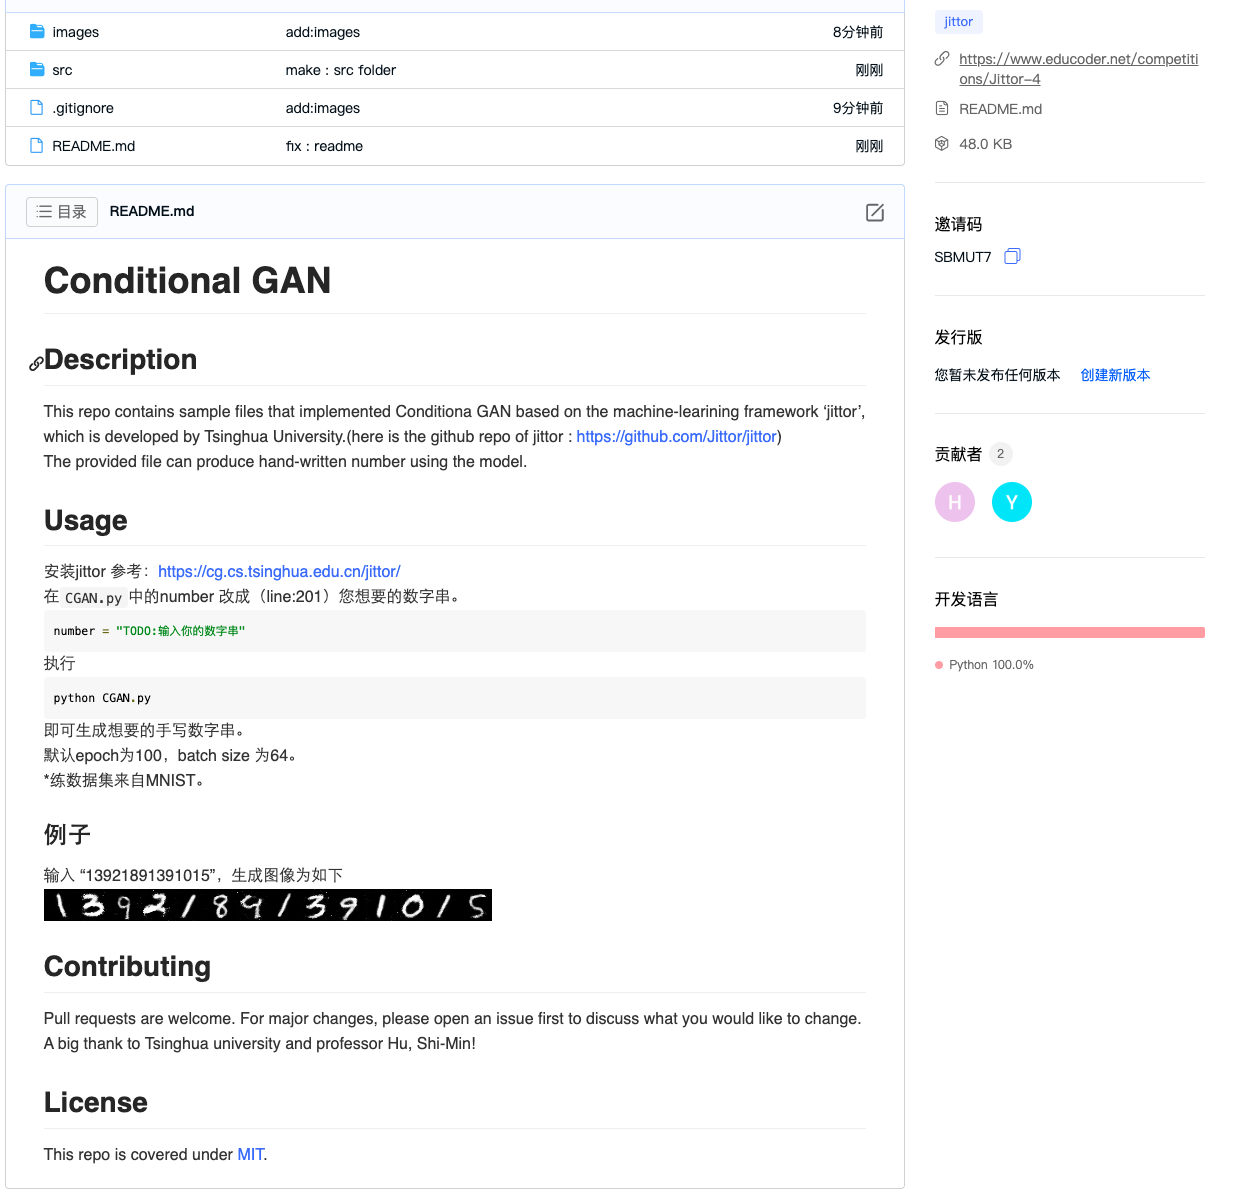 images add:images 8分钟前
src make : src folder 刚刚
.gitignore add:images 9分钟前
README.md fix : readme 刚刚
目录 README.md
Conditional GAN
Description
This repo contains sample files that implemented Conditiona GAN based on the machine-learining framework ‘jittor’,
which is developed by Tsinghua University.(here is the github repo of jittor : https://github.com/Jittor/jittor)
The provided file can produce hand-written number using the model.
Usage
安装jittor 参考：https://cg.cs.tsinghua.edu.cn/jittor/
在 CGAN.py 中的number 改成（line:201）您想要的数字串。
number = "TODO:输入你的数字串"
执行
python CGAN.py
即可生成想要的手写数字串。
默认epoch为100，batch size 为64。
*练数据集来自MNIST。
例子
输入 “13921891391015”，生成图像为如下
13921891391015
Contributing
Pull requests are welcome. For major changes, please open an issue first to discuss what you would like to change.
A big thank to Tsinghua university and professor Hu, Shi-Min!
License
This repo is covered under MIT.
jittor
https://www.educoder.net/competiti
ons/Jittor-4
README.md
48.0 KB
邀请码
SBMUT7
发行版
您暂未发布任何版本 创建新版本
贡献者 2
H Y
开发语言
Python 100.0%